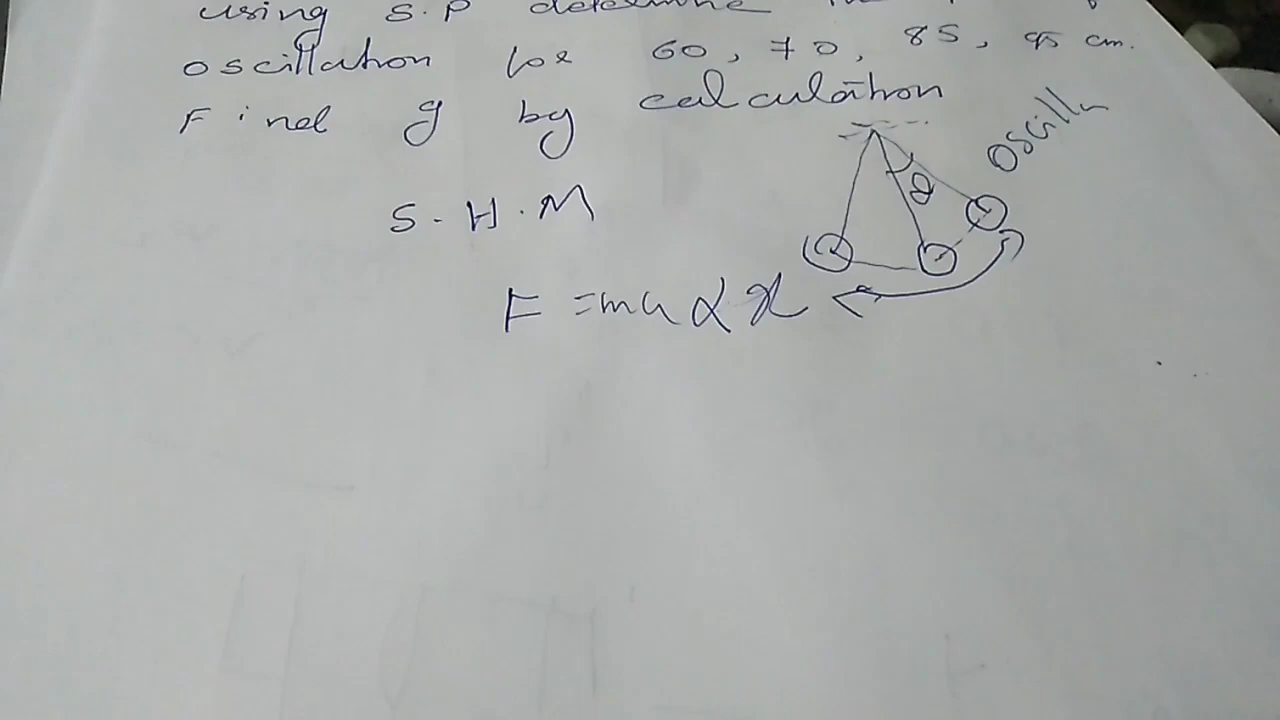 using S.P determine
oscillation for 60, 70, 85, 95 cm.
Find g by calculation
Oscilla
θ
S.H.M
F = ma α x